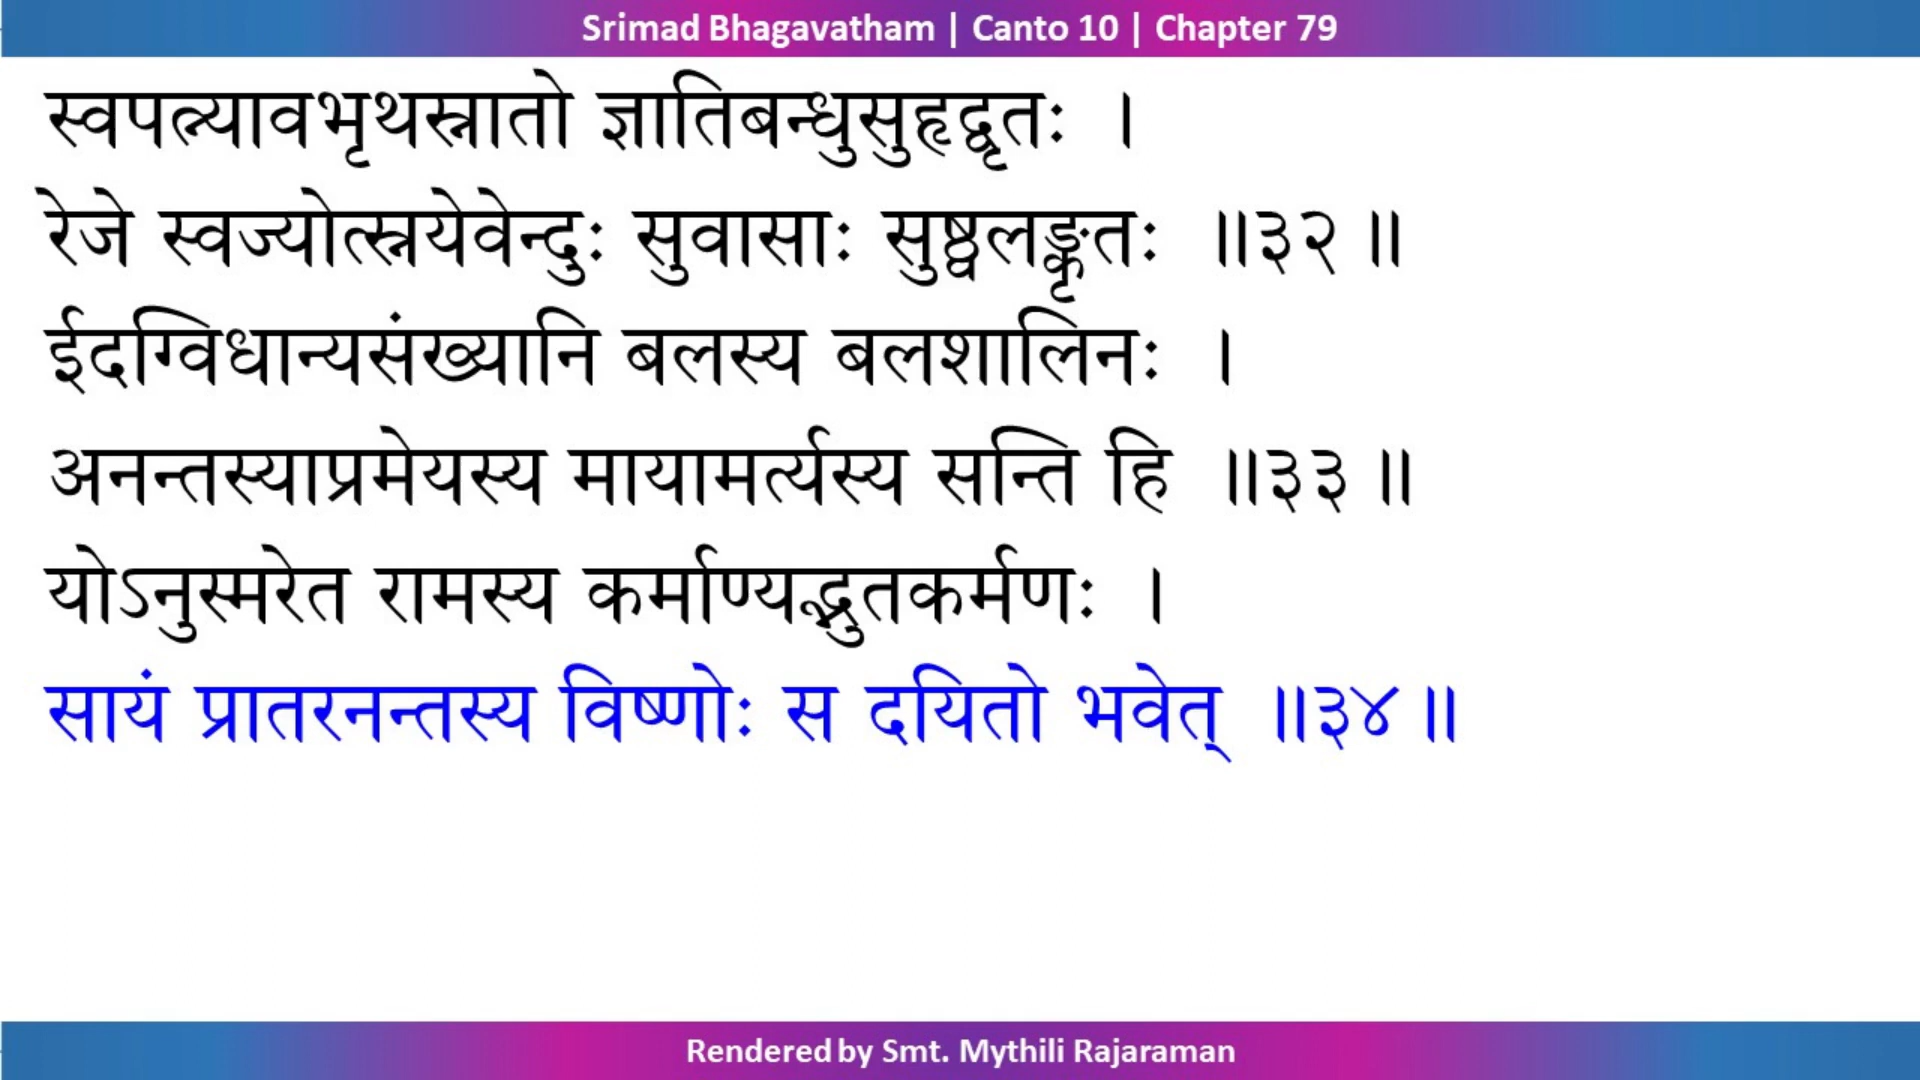 Srimad Bhagavatham | Canto 10 | Chapter 79
स्वपत्न्यावभृथस्नातो ज्ञातिबन्धुसुहृद्वृतः ।
रेजे स्वज्योत्स्नयेवेन्दुः सुवासाः सुष्ठ्वलङ्कृतः ॥३२॥
ईदग्विधान्यसंख्यानि बलस्य बलशालिनः ।
अनन्तस्याप्रमेयस्य मायामर्त्यस्य सन्ति हि ॥३३॥
योऽनुस्मरेत रामस्य कर्माण्यद्भुतकर्मणः ।
सायं प्रातरनन्तस्य विष्णोः स दयितो भवेत् ॥३४॥
Rendered by Smt. Mythili Rajaraman